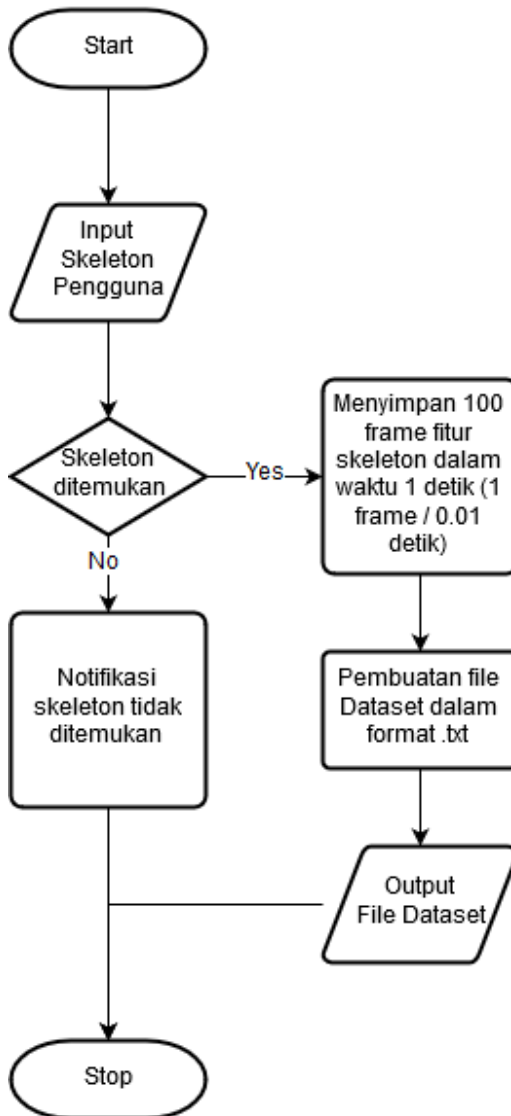 Start
Input
Skeleton
Pengguna
Skeleton
ditemukan
Yes
Menyimpan 100
frame fitur
skeleton dalam
waktu 1 detik (1
frame / 0.01
detik)
No
Notifikasi
skeleton tidak
ditemukan
Pembuatan file
Dataset dalam
format .txt
Output
File Dataset
Stop